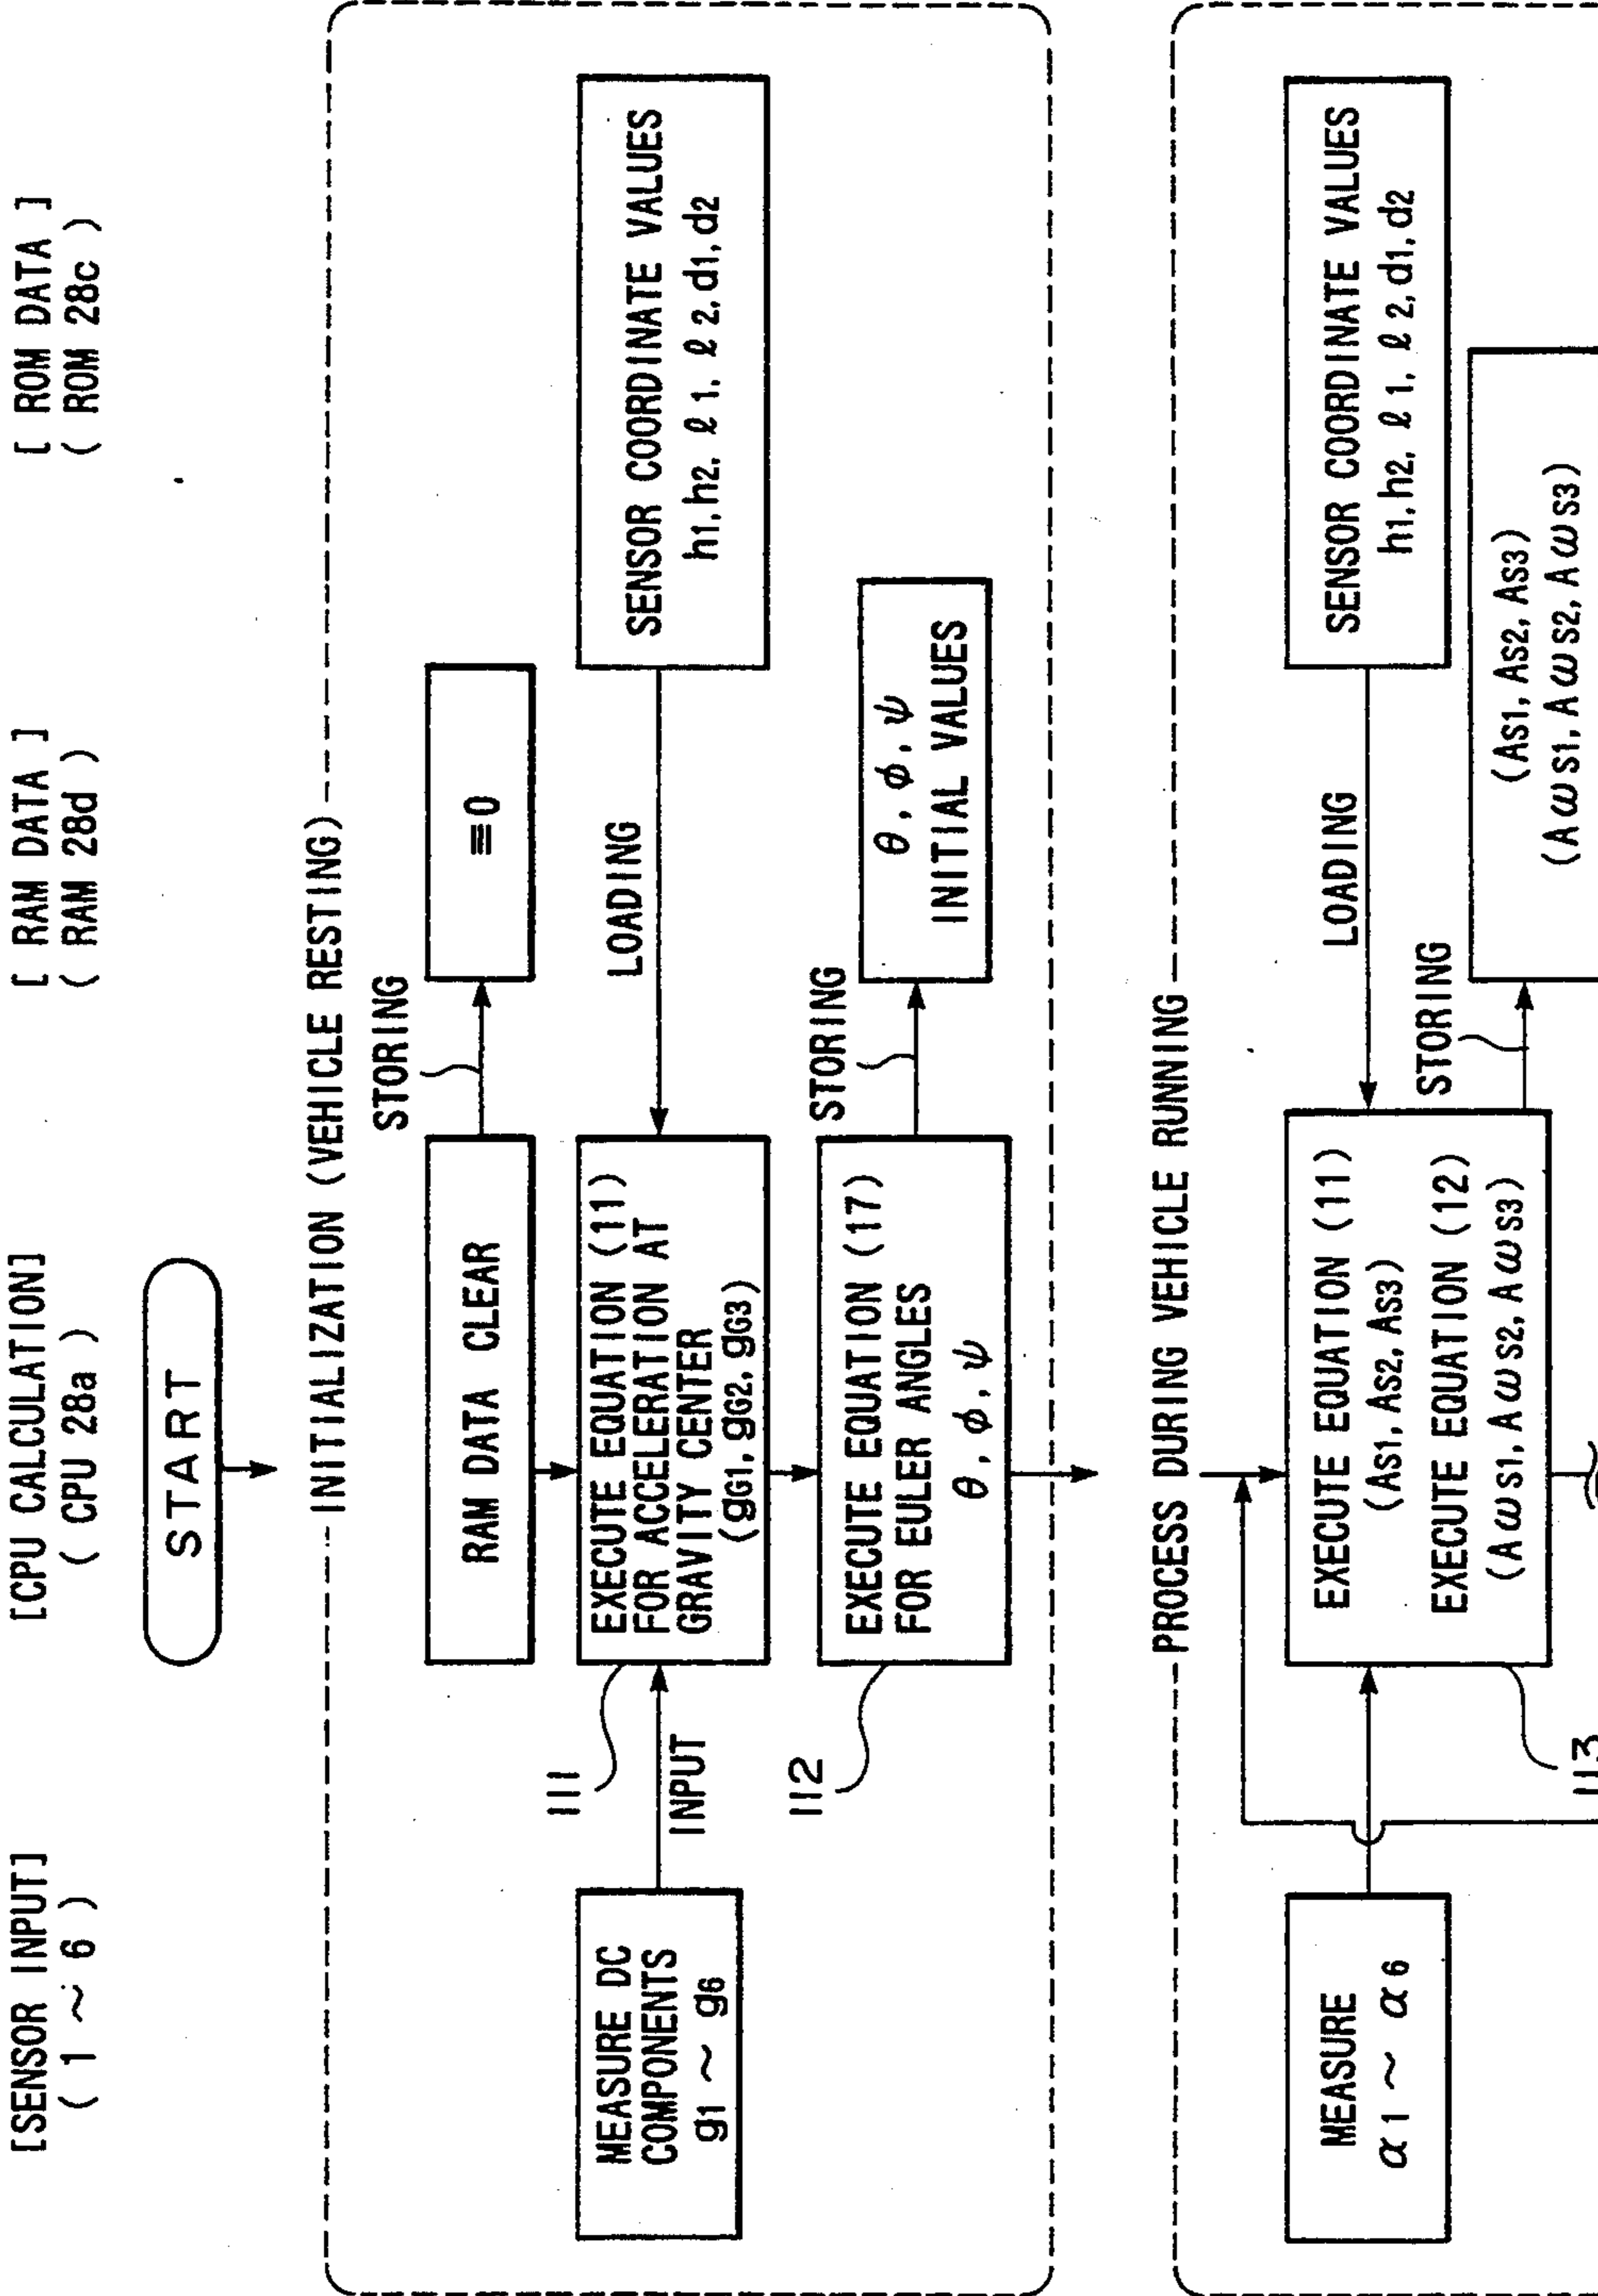 [SENSOR INPUT]
( 1 ~ 6 )
[CPU CALCULATION]
( CPU 28a )
[ RAM DATA ]
( RAM 28d )
[ ROM DATA ]
( ROM 28c )
START
INITIALIZATION (VEHICLE RESTING)
RAM DATA CLEAR
STORING
≡0
MEASURE DC
COMPONENTS
g1 ~ g6
INPUT
111
EXECUTE EQUATION (11)
FOR ACCELERATION AT
GRAVITY CENTER
(gG1, gG2, gG3)
LOADING
SENSOR COORDINATE VALUES
h1, h2, ℓ1, ℓ2, d1, d2
112
EXECUTE EQUATION (17)
FOR EULER ANGLES
θ, φ, ψ
STORING
θ, φ, ψ
INITIAL VALUES
PROCESS DURING VEHICLE RUNNING
MEASURE
α1 ~ α6
EXECUTE EQUATION (11)
(AS1, AS2, AS3)
EXECUTE EQUATION (12)
(AωS1, AωS2, AωS3)
113
LOADING
SENSOR COORDINATE VALUES
h1, h2, ℓ1, ℓ2, d1, d2
STORING
(AS1, AS2, AS3)
(AωS1, AωS2, AωS3)